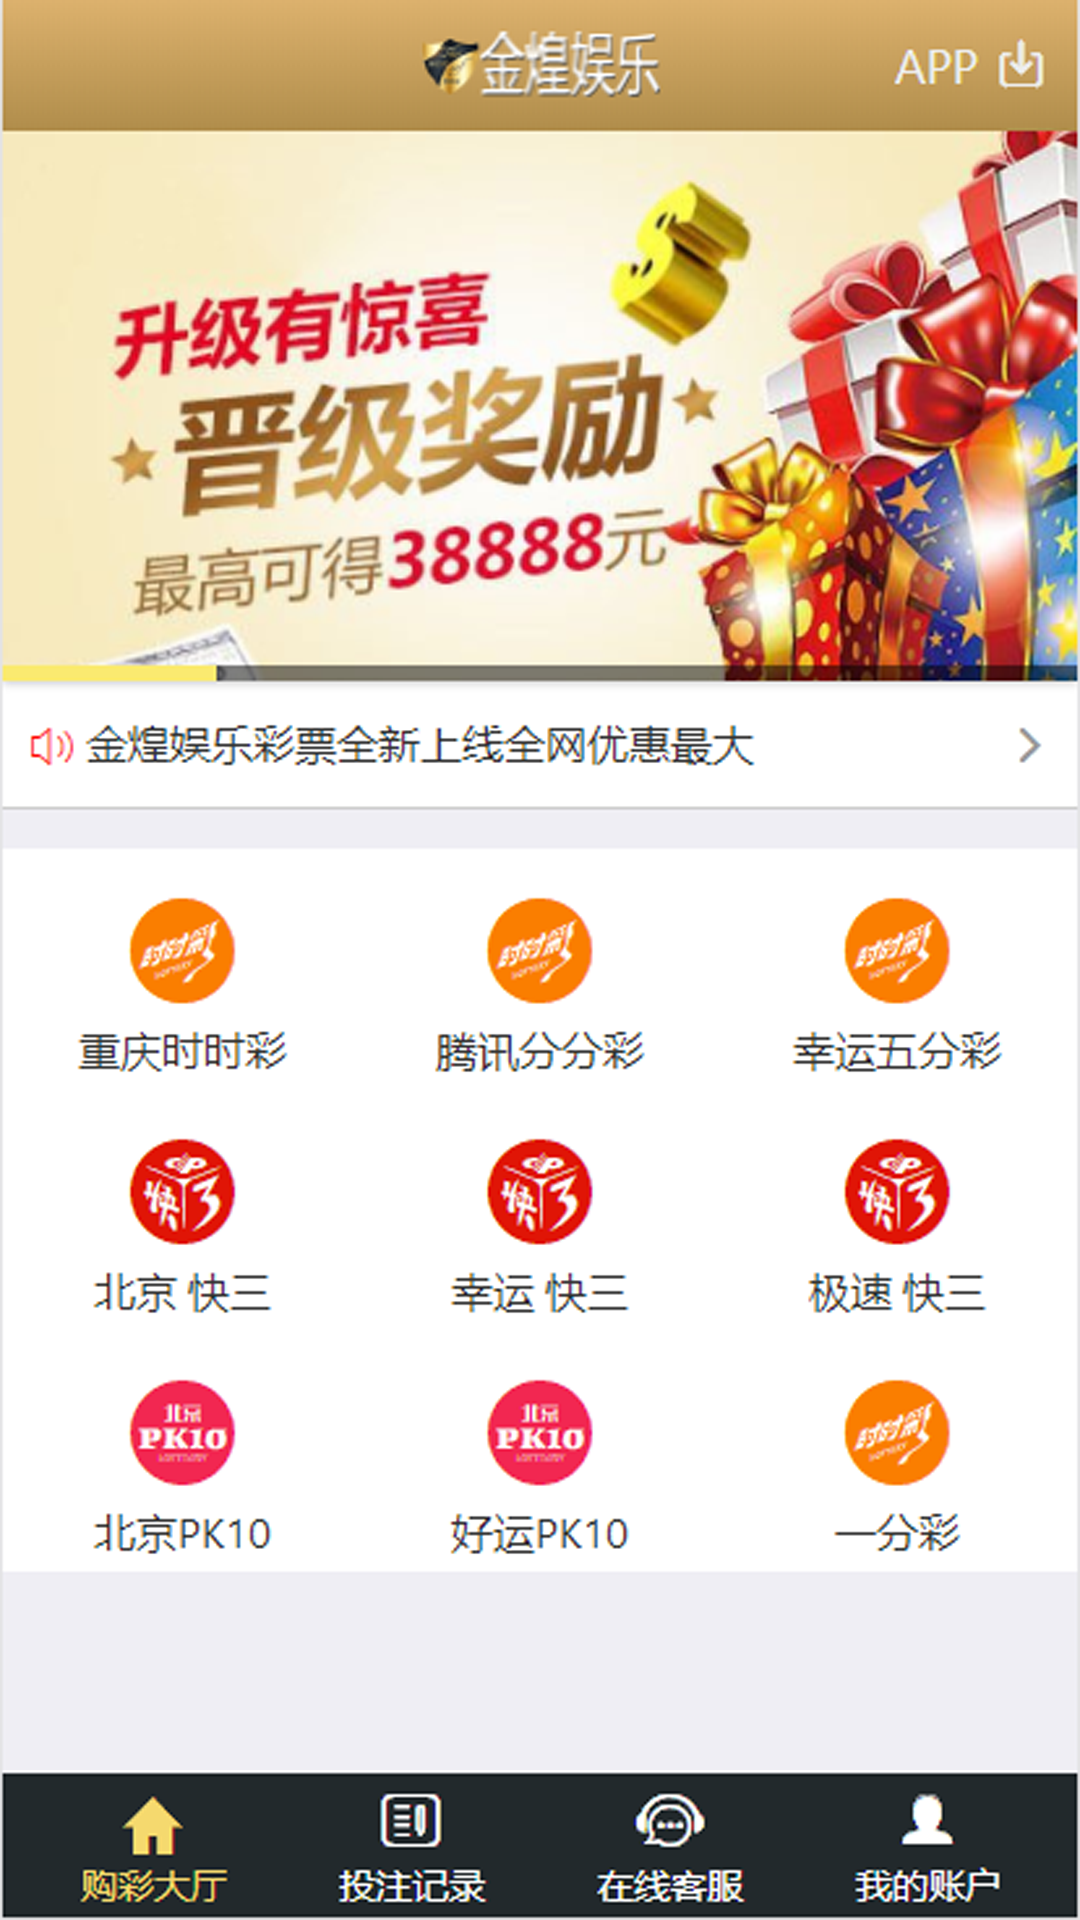 金煌娱乐
APP
升级有惊喜
晋级奖励
最高可得38888元
金煌娱乐彩票全新上线全网优惠最大
时时彩
LOTTERY
时时彩
LOTTERY
时时彩
LOTTERY
重庆时时彩
腾讯分分彩
幸运五分彩
快3
快3
快3
北京 快三
幸运 快三
极速 快三
北京
PK10
LOTTERY
北京
PK10
LOTTERY
时时彩
LOTTERY
北京PK10
好运PK10
一分彩
购彩大厅
投注记录
在线客服
我的账户